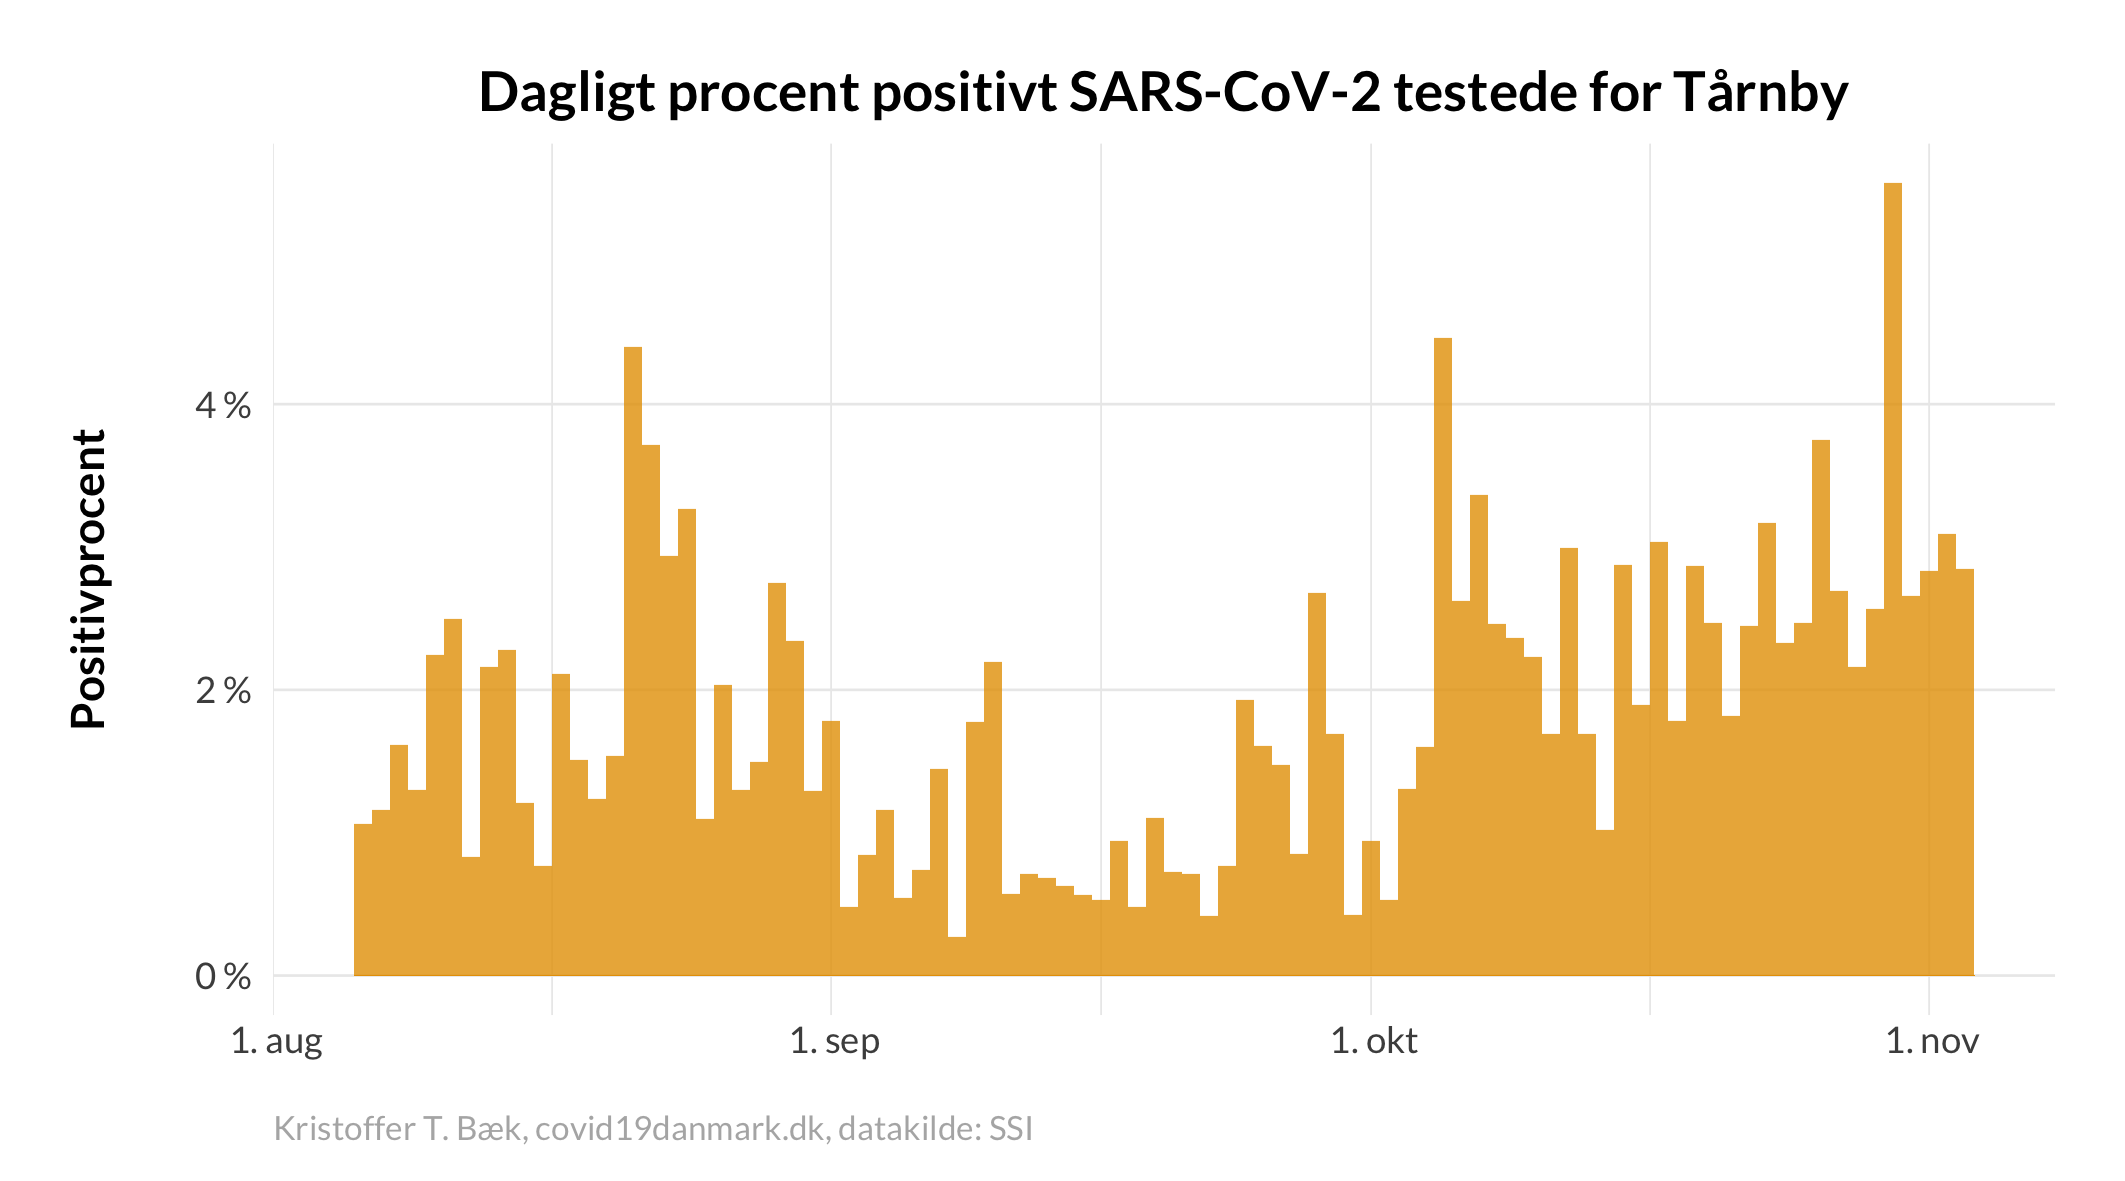 Dagligt procent positivt SARS-CoV-2 testede for Tårnby
Positivprocent
4 %
2 %
0 %
1. aug
1. sep
1. okt
1. nov
Kristoffer T. Bæk, covid19danmark.dk, datakilde: SSI